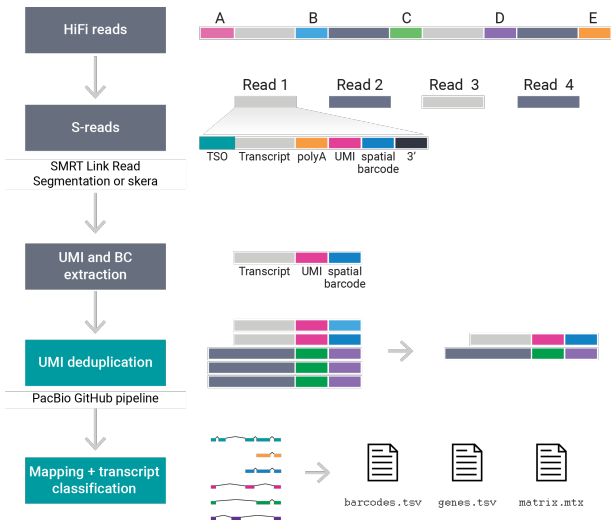 HiFi reads
A B C D E
Read 1 Read 2 Read 3 Read 4
S-reads
TSO Transcript polyA UMI spatial barcode 3'
SMRT Link Read
Segmentation or skera
UMI and BC
extraction
Transcript UMI spatial
barcode
UMI deduplication
PacBio GitHub pipeline
Mapping + transcript
classification
barcodes.tsv genes.tsv matrix.mtx